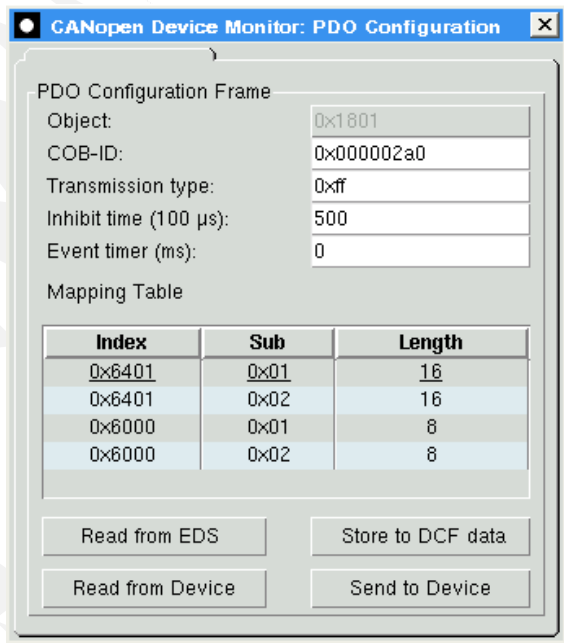 CANopen Device Monitor: PDO Configuration
PDO Configuration Frame
Object: 0x1801
COB-ID: 0x000002a0
Transmission type: 0xff
Inhibit time (100 µs): 500
Event timer (ms): 0
Mapping Table
Index Sub Length
0x6401 0x01 16
0x6401 0x02 16
0x6000 0x01 8
0x6000 0x02 8
Read from EDS Store to DCF data
Read from Device Send to Device